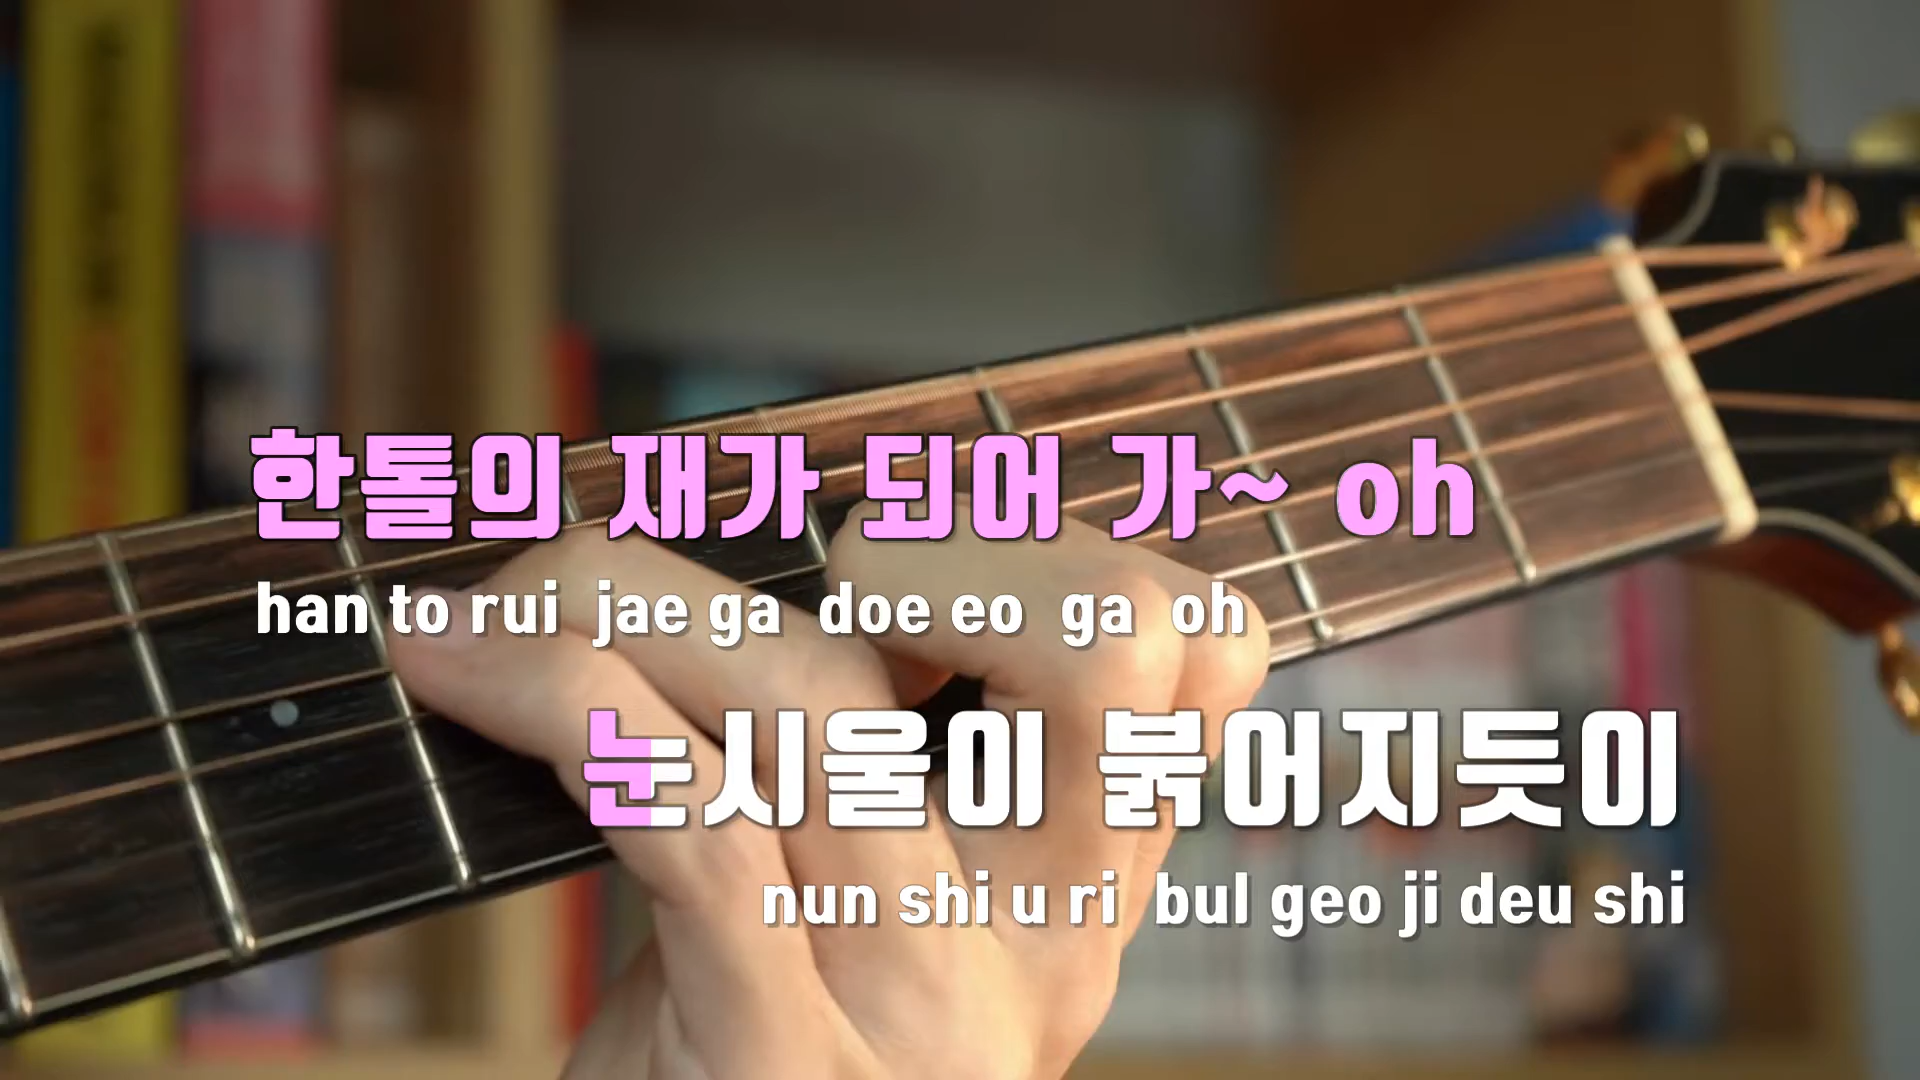 한톨의 재가 되어 가~ oh
han to rui jae ga doe eo ga oh
눈시울이 붉어지듯이
nun shi u ri bul geo ji deu shi